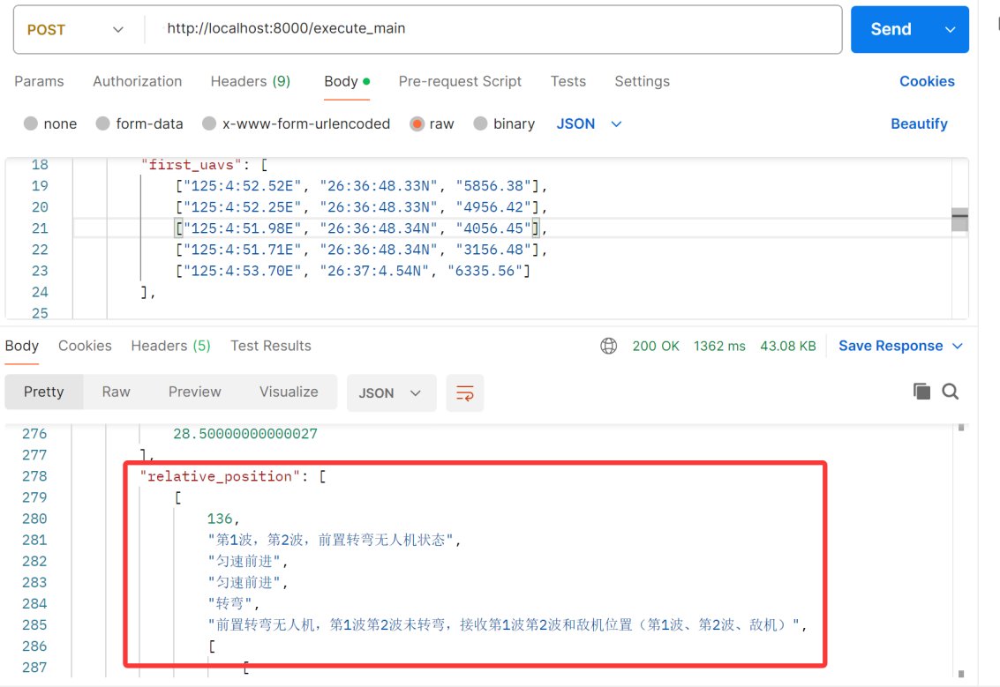 POST http://localhost:8000/execute_main Send
Params Authorization Headers (9) Body Pre-request Script Tests Settings Cookies
none form-data x-www-form-urlencoded raw binary JSON Beautify
18 "first_uavs": [
19 ["125:4:52.52E", "26:36:48.33N", "5856.38"],
20 ["125:4:52.25E", "26:36:48.33N", "4956.42"],
21 ["125:4:51.98E", "26:36:48.34N", "4056.45"],
22 ["125:4:51.71E", "26:36:48.34N", "3156.48"],
23 ["125:4:53.70E", "26:37:4.54N", "6335.56"]
24 ],
25
Body Cookies Headers (5) Test Results 200 OK 1362 ms 43.08 KB Save Response
Pretty Raw Preview Visualize JSON
276 28.50000000000027
277 ],
278 "relative_position": [
279 [
280 136,
281 "第1波，第2波，前置转弯无人机状态",
282 "匀速前进",
283 "匀速前进",
284 "转弯",
285 "前置转弯无人机，第1波第2波未转弯，接收第1波第2波和敌机位置（第1波、第2波、敌机）",
286 [
287 [